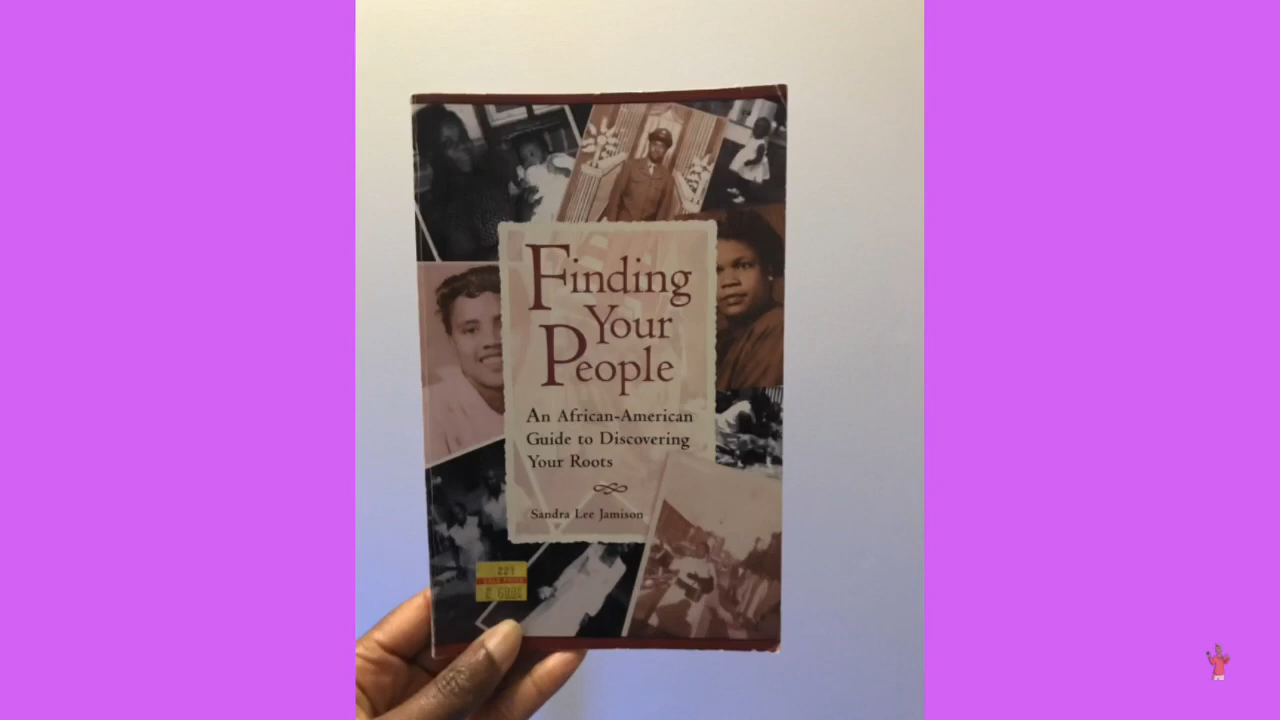 Finding
Your
People
An African-American
Guide to Discovering
Your Roots
Sandra Lee Jamison